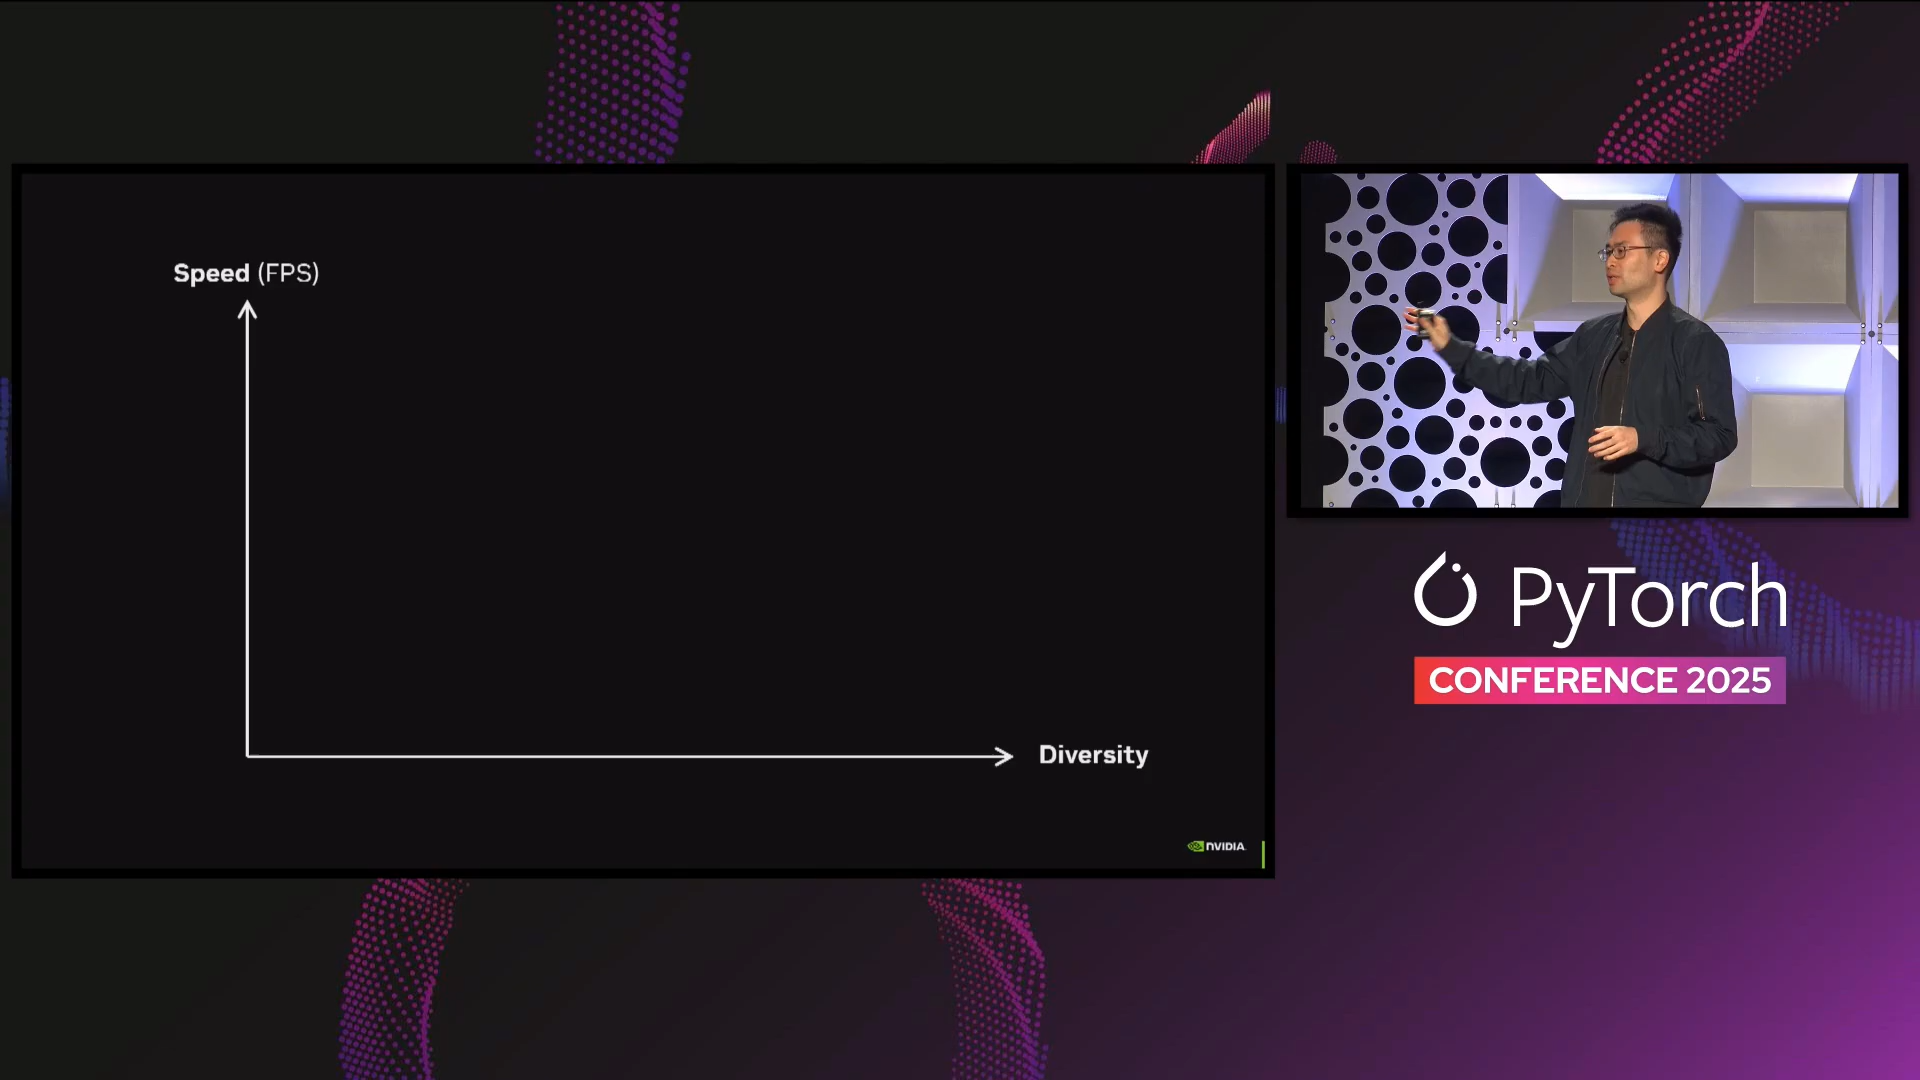 Speed (FPS)
Diversity
NVIDIA
PyTorch
CONFERENCE 2025